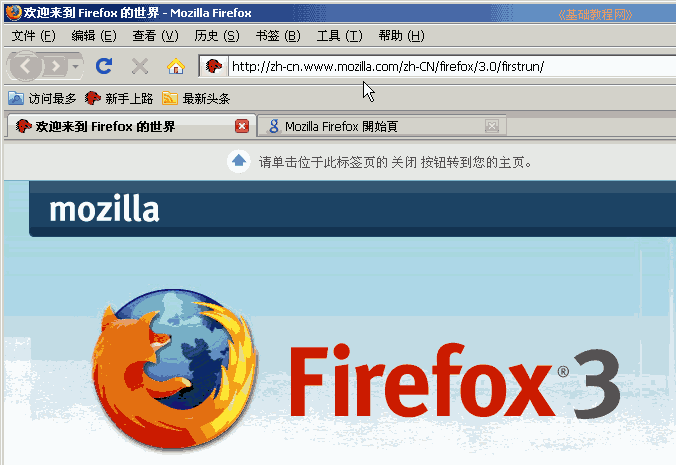 欢迎来到 Firefox 的世界 - Mozilla Firefox
《基础教程网》
文件 (F) 编辑 (E) 查看 (V) 历史 (S) 书签 (B) 工具 (T) 帮助 (H)
http://zh-cn.www.mozilla.com/zh-CN/firefox/3.0/firstrun/
访问最多 新手上路 最新头条
欢迎来到 Firefox 的世界 Mozilla Firefox 開始頁
请单击位于此标签页的 关闭 按钮转到您的主页。
mozilla
Firefox® 3